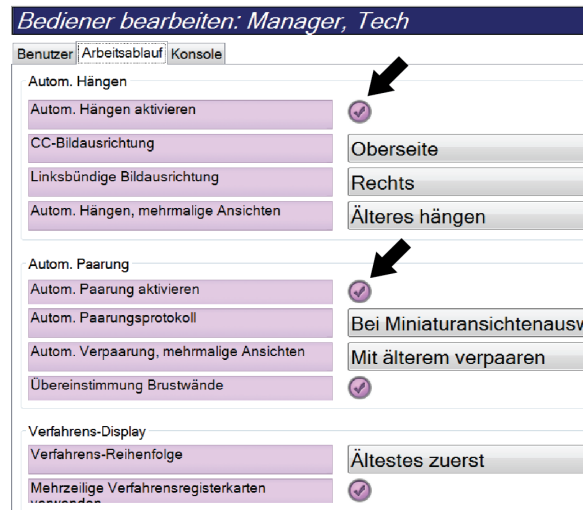 Bediener bearbeiten: Manager, Tech
Benutzer Arbeitsablauf Konsole
Autom. Hängen
Autom. Hängen aktivieren
CC-Bildausrichtung Oberseite
Linksbündige Bildausrichtung Rechts
Autom. Hängen, mehrmalige Ansichten Älteres hängen
Autom. Paarung
Autom. Paarung aktivieren
Autom. Paarungsprotokoll Bei Miniaturansichtenausw
Autom. Verpaarung, mehrmalige Ansichten Mit älterem verpaaren
Übereinstimmung Brustwände
Verfahrens-Display
Verfahrens-Reihenfolge Ältestes zuerst
Mehrzeilige Verfahrensregisterkarten